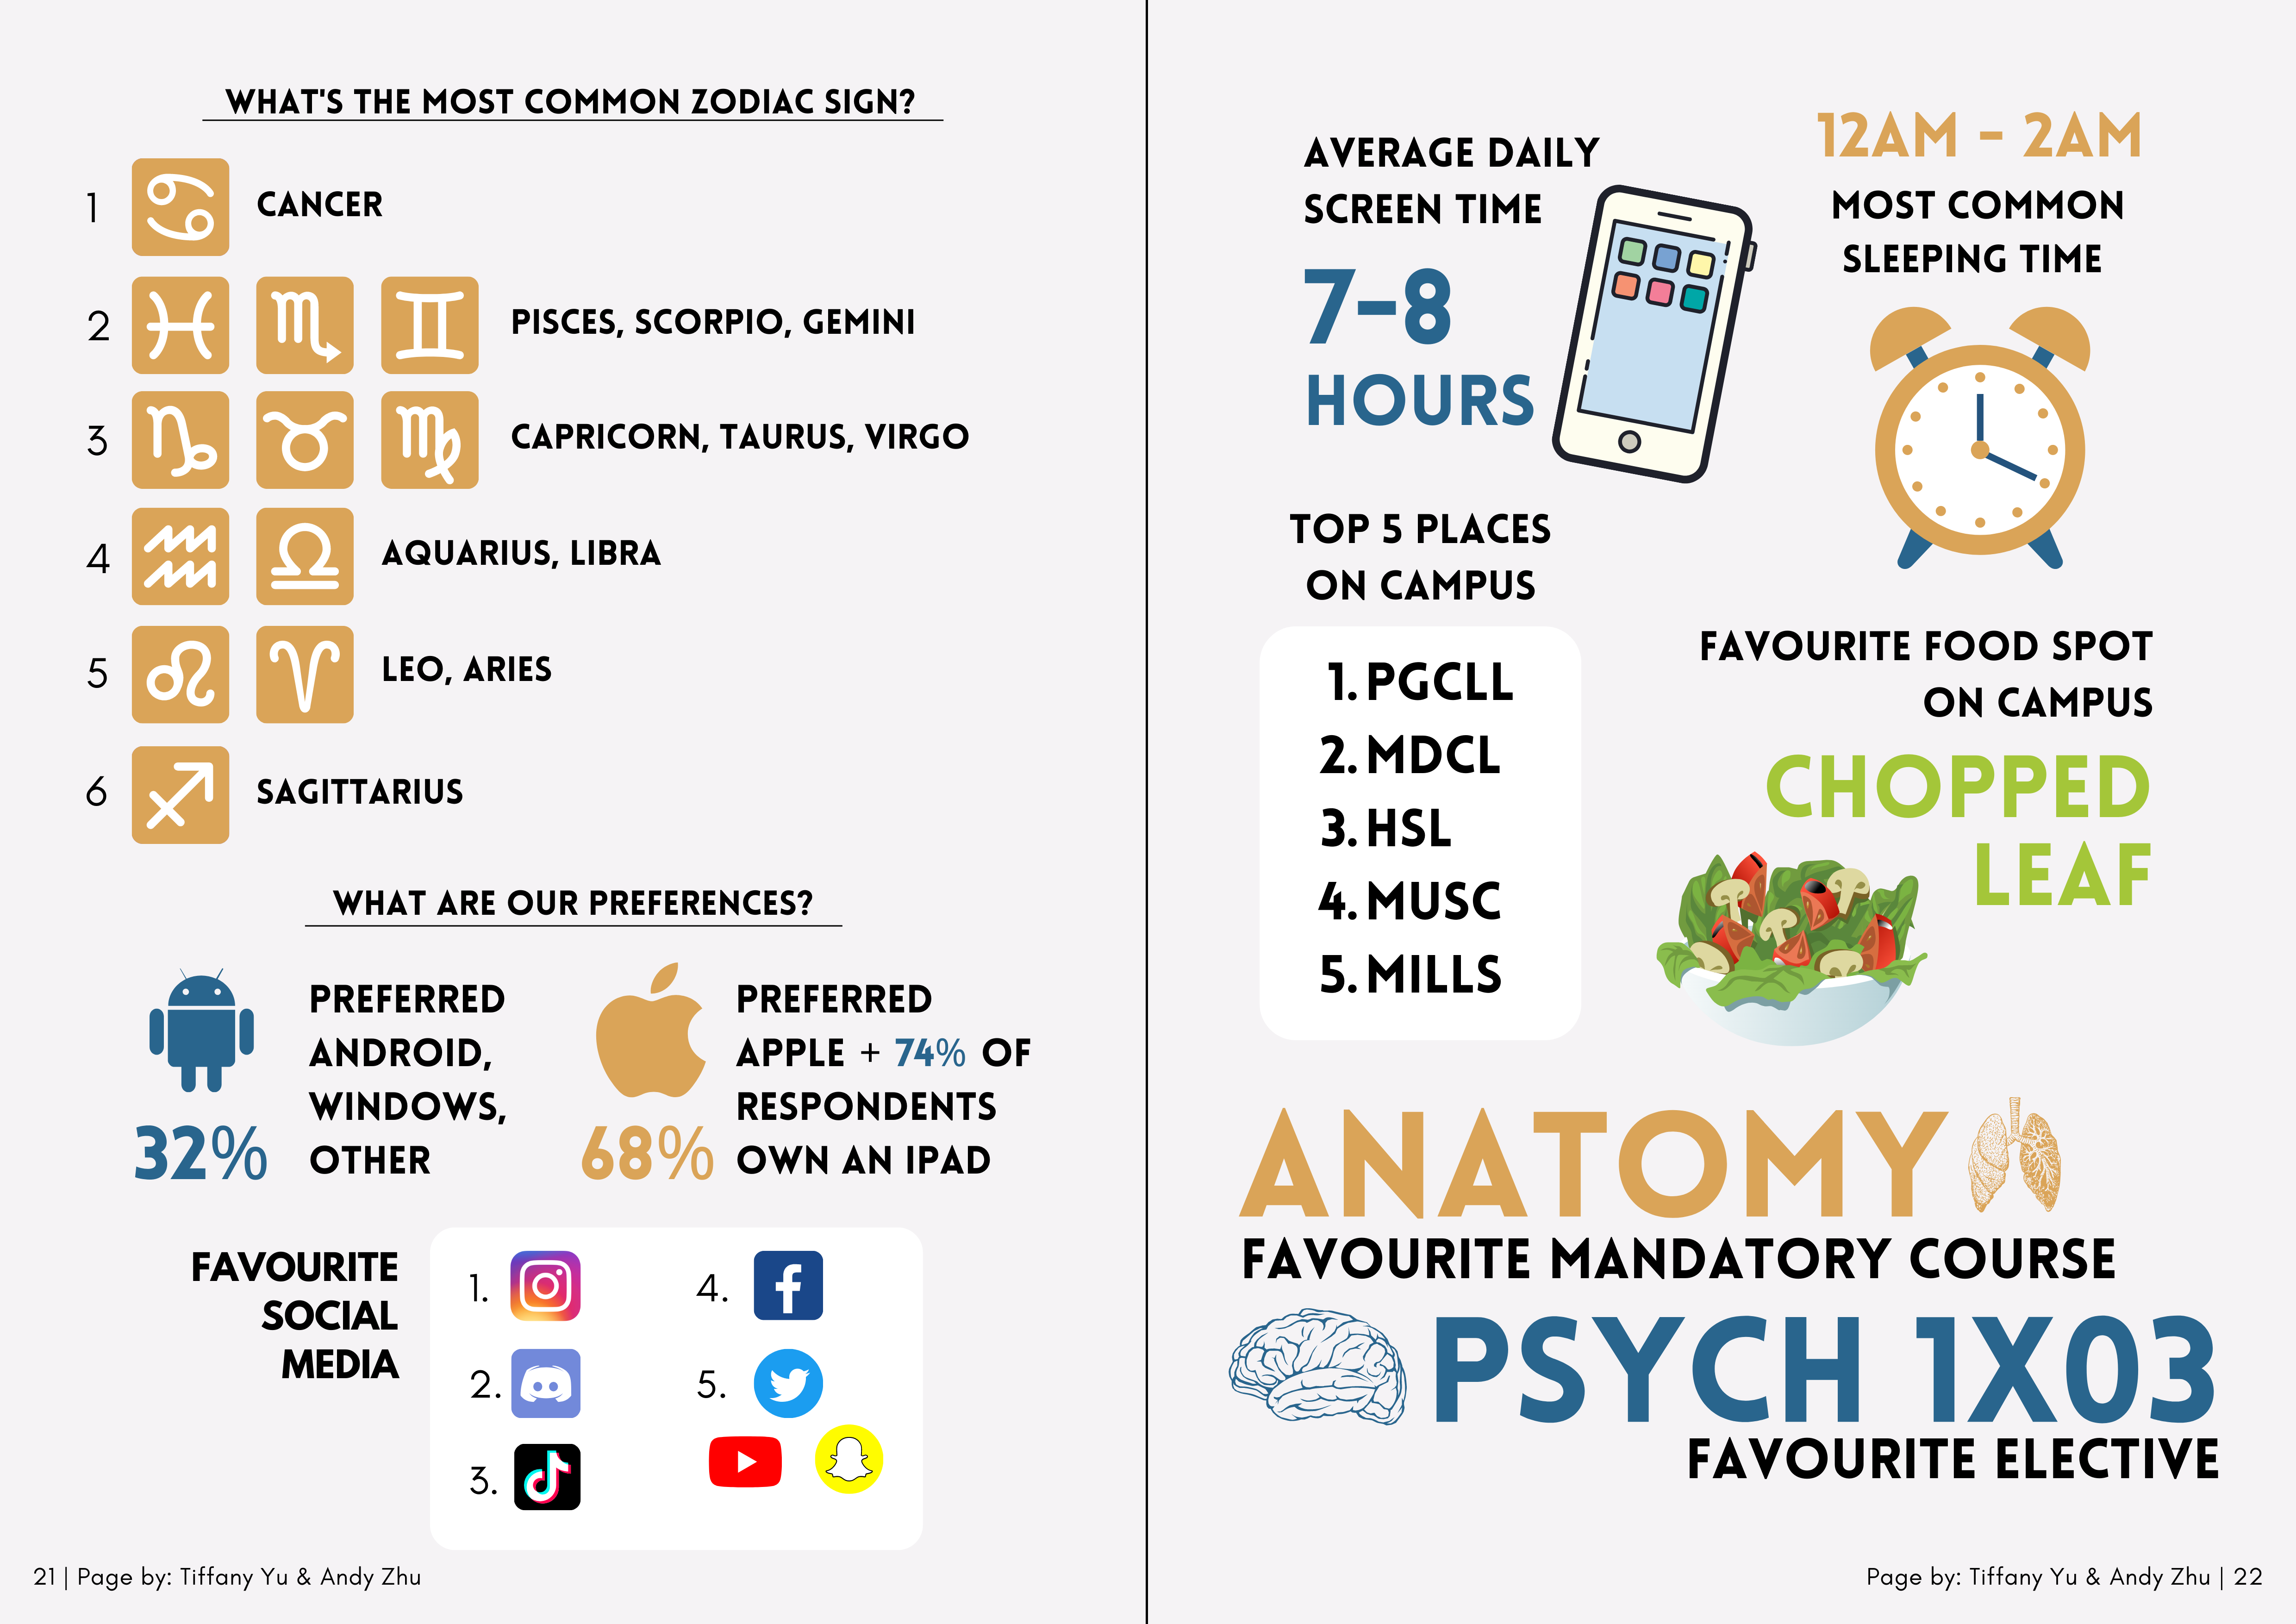 WHAT'S THE MOST COMMON ZODIAC SIGN?
1 CANCER
2 PISCES, SCORPIO, GEMINI
3 CAPRICORN, TAURUS, VIRGO
4 AQUARIUS, LIBRA
5 LEO, ARIES
6 SAGITTARIUS
WHAT ARE OUR PREFERENCES?
32%
PREFERRED
ANDROID,
WINDOWS,
OTHER
68%
PREFERRED
APPLE + 74% OF
RESPONDENTS
OWN AN IPAD
FAVOURITE
SOCIAL
MEDIA
1.
2.
3.
4.
5.
21 | Page by: Tiffany Yu & Andy Zhu
AVERAGE DAILY
SCREEN TIME
7-8
HOURS
12AM - 2AM
MOST COMMON
SLEEPING TIME
TOP 5 PLACES
ON CAMPUS
1. PGCLL
2. MDCL
3. HSL
4. MUSC
5. MILLS
FAVOURITE FOOD SPOT
ON CAMPUS
CHOPPED
LEAF
ANATOMY
FAVOURITE MANDATORY COURSE
PSYCH 1X03
FAVOURITE ELECTIVE
Page by: Tiffany Yu & Andy Zhu | 22